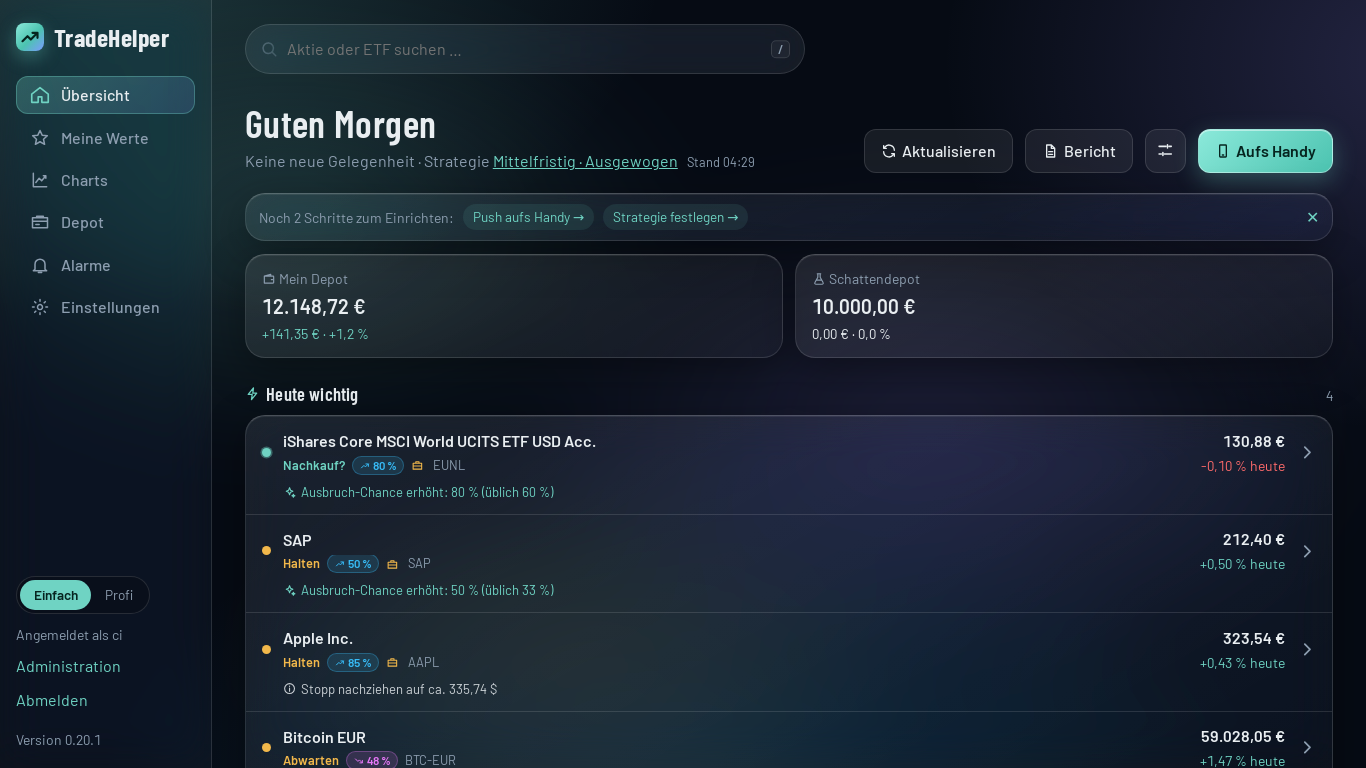 TradeHelper
Übersicht
Meine Werte
Charts
Depot
Alarme
Einstellungen
Einfach Profi
Angemeldet als ci
Administration
Abmelden
Version 0.20.1
Aktie oder ETF suchen ... /
Guten Morgen
Keine neue Gelegenheit · Strategie Mittelfristig · Ausgewogen Stand 04:29
Aktualisieren Bericht Aufs Handy
Noch 2 Schritte zum Einrichten: Push aufs Handy → Strategie festlegen → ✕
Mein Depot
12.148,72 €
+141,35 € · +1,2 %
Schattendepot
10.000,00 €
0,00 € · 0,0 %
Heute wichtig 4
iShares Core MSCI World UCITS ETF USD Acc. 130,88 €
Nachkauf? 80 % EUNL -0,10 % heute
Ausbruch-Chance erhöht: 80 % (üblich 60 %)
SAP 212,40 €
Halten 50 % SAP +0,50 % heute
Ausbruch-Chance erhöht: 50 % (üblich 33 %)
Apple Inc. 323,54 €
Halten 85 % AAPL +0,43 % heute
Stopp nachziehen auf ca. 335,74 $
Bitcoin EUR 59.028,05 €
Abwarten 48 % BTC-EUR +1,47 % heute